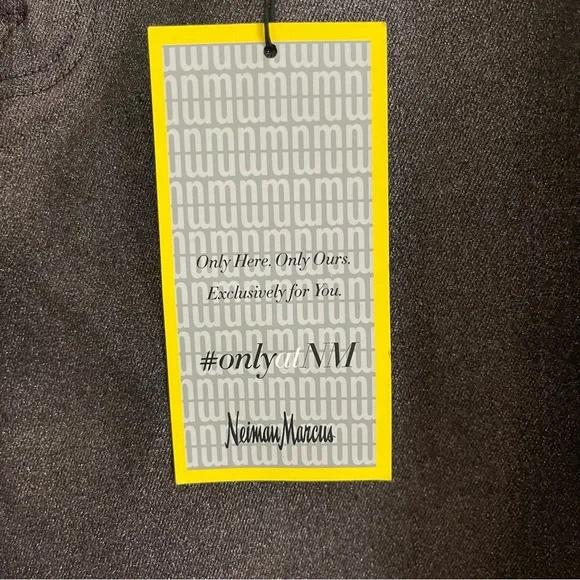 Only Here. Only Ours.
Exclusively for You.
#onlyatNM
Neiman Marcus